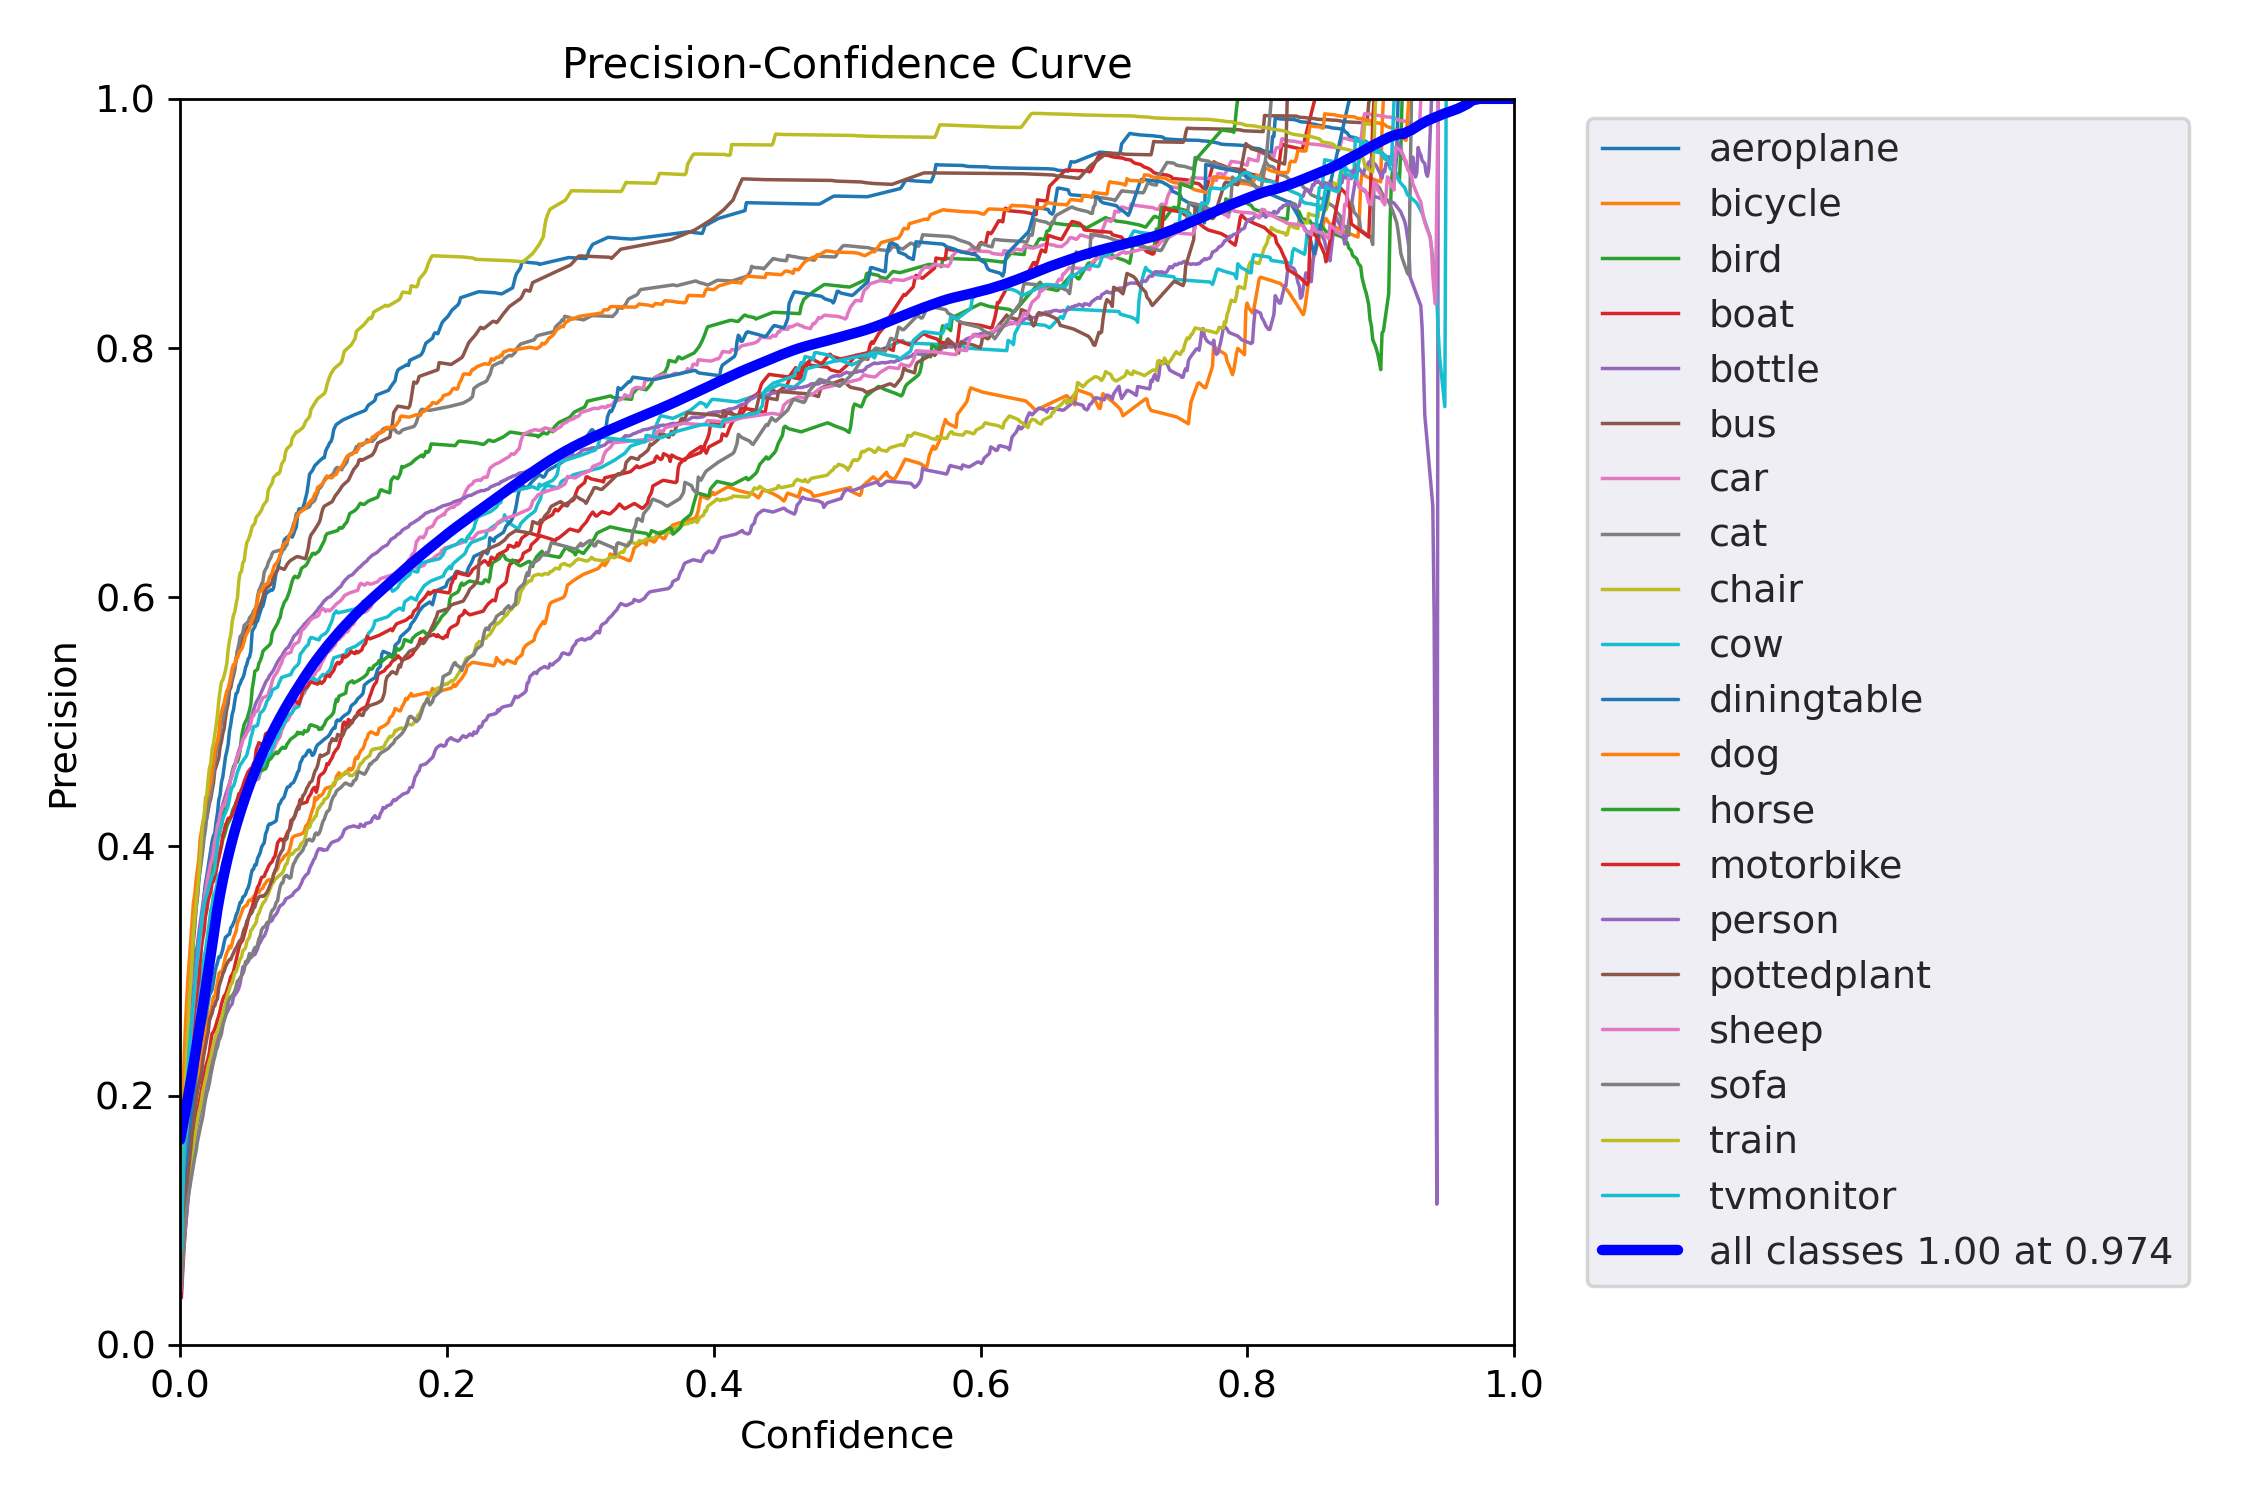 Precision-Confidence Curve
1.0
0.8
0.6
0.4
0.2
0.0
Precision
0.0 0.2 0.4 0.6 0.8 1.0
Confidence
aeroplane
bicycle
bird
boat
bottle
bus
car
cat
chair
cow
diningtable
dog
horse
motorbike
person
pottedplant
sheep
sofa
train
tvmonitor
all classes 1.00 at 0.974